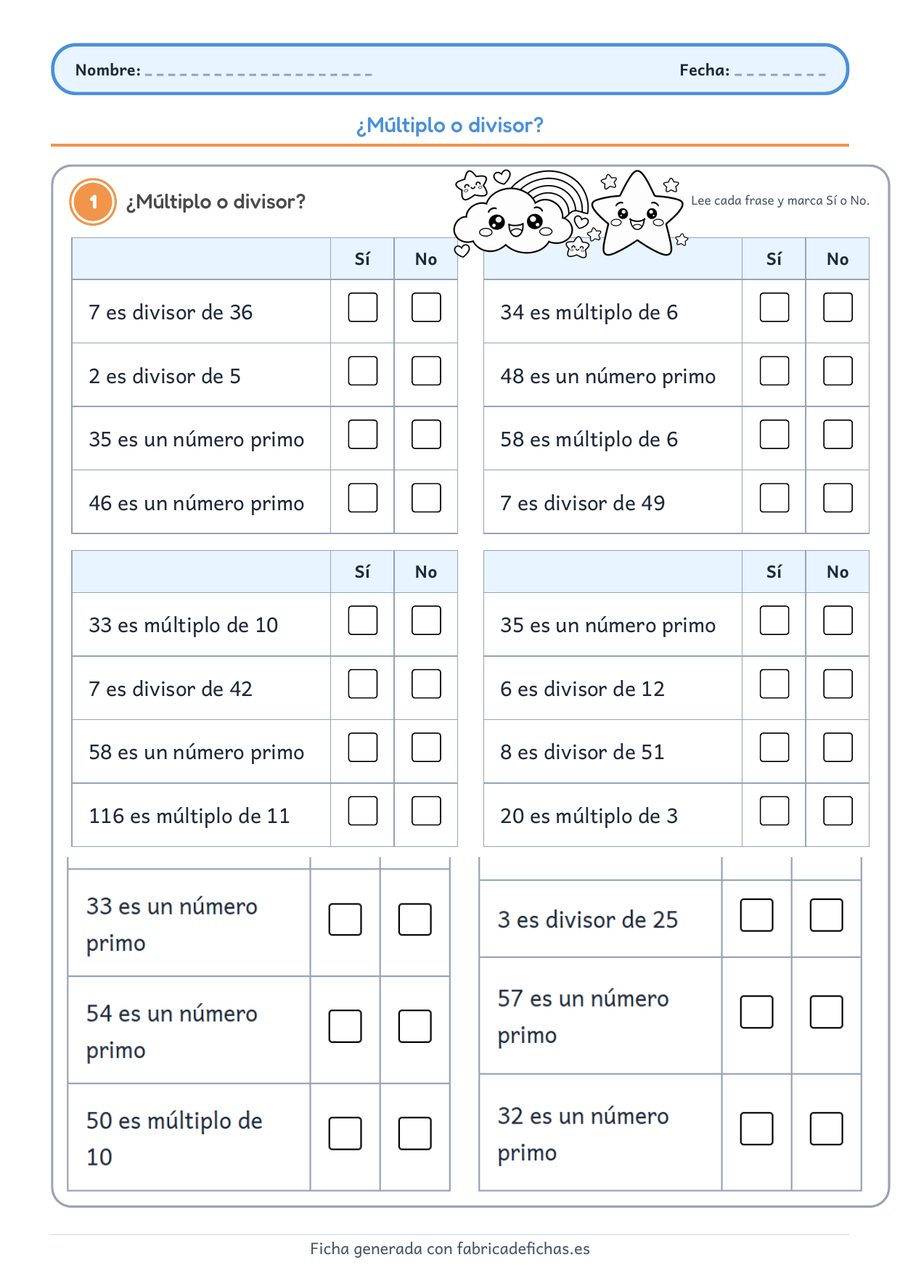 Nombre: Fecha:
¿Múltiplo o divisor?
1 ¿Múltiplo o divisor?
Lee cada frase y marca Sí o No.
Sí No
7 es divisor de 36
2 es divisor de 5
35 es un número primo
46 es un número primo
Sí No
34 es múltiplo de 6
48 es un número primo
58 es múltiplo de 6
7 es divisor de 49
Sí No
33 es múltiplo de 10
7 es divisor de 42
58 es un número primo
116 es múltiplo de 11
Sí No
35 es un número primo
6 es divisor de 12
8 es divisor de 51
20 es múltiplo de 3
33 es un número
primo
54 es un número
primo
50 es múltiplo de
10
3 es divisor de 25
57 es un número
primo
32 es un número
primo
Ficha generada con fabricadefichas.es